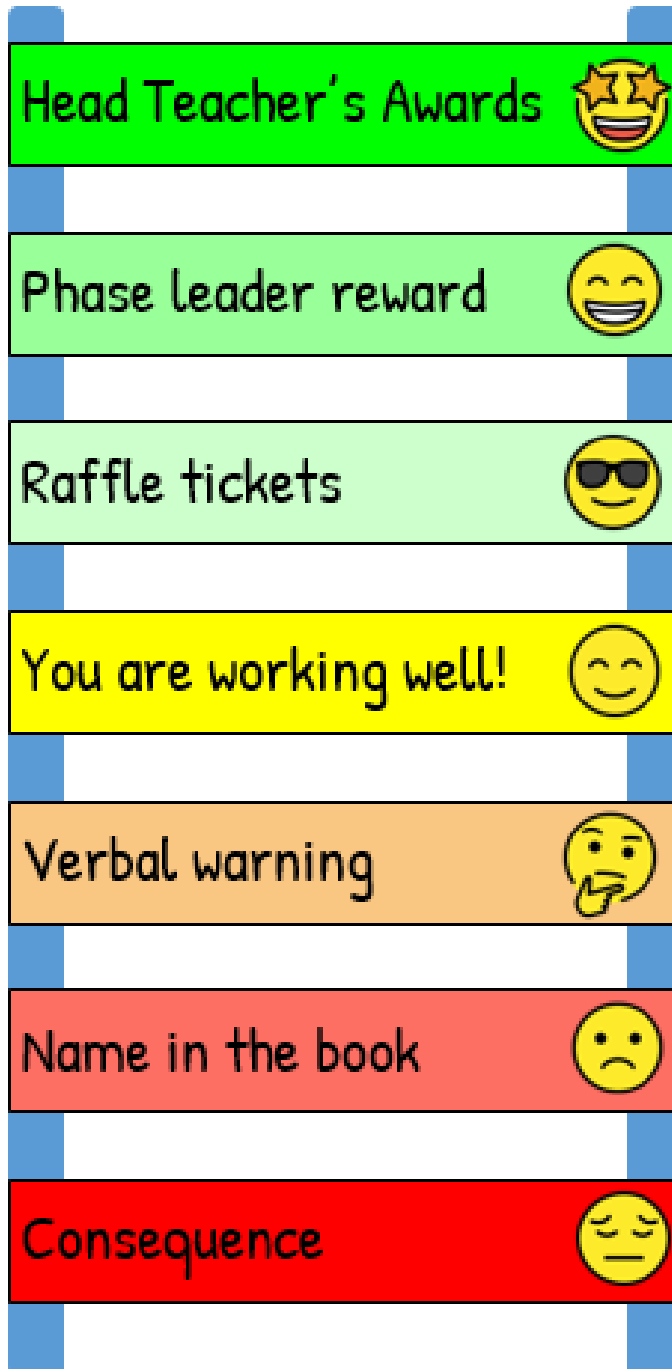 Head Teacher's Awards
Phase leader reward
Raffle tickets
You are working well!
Verbal warning
Name in the book
Consequence